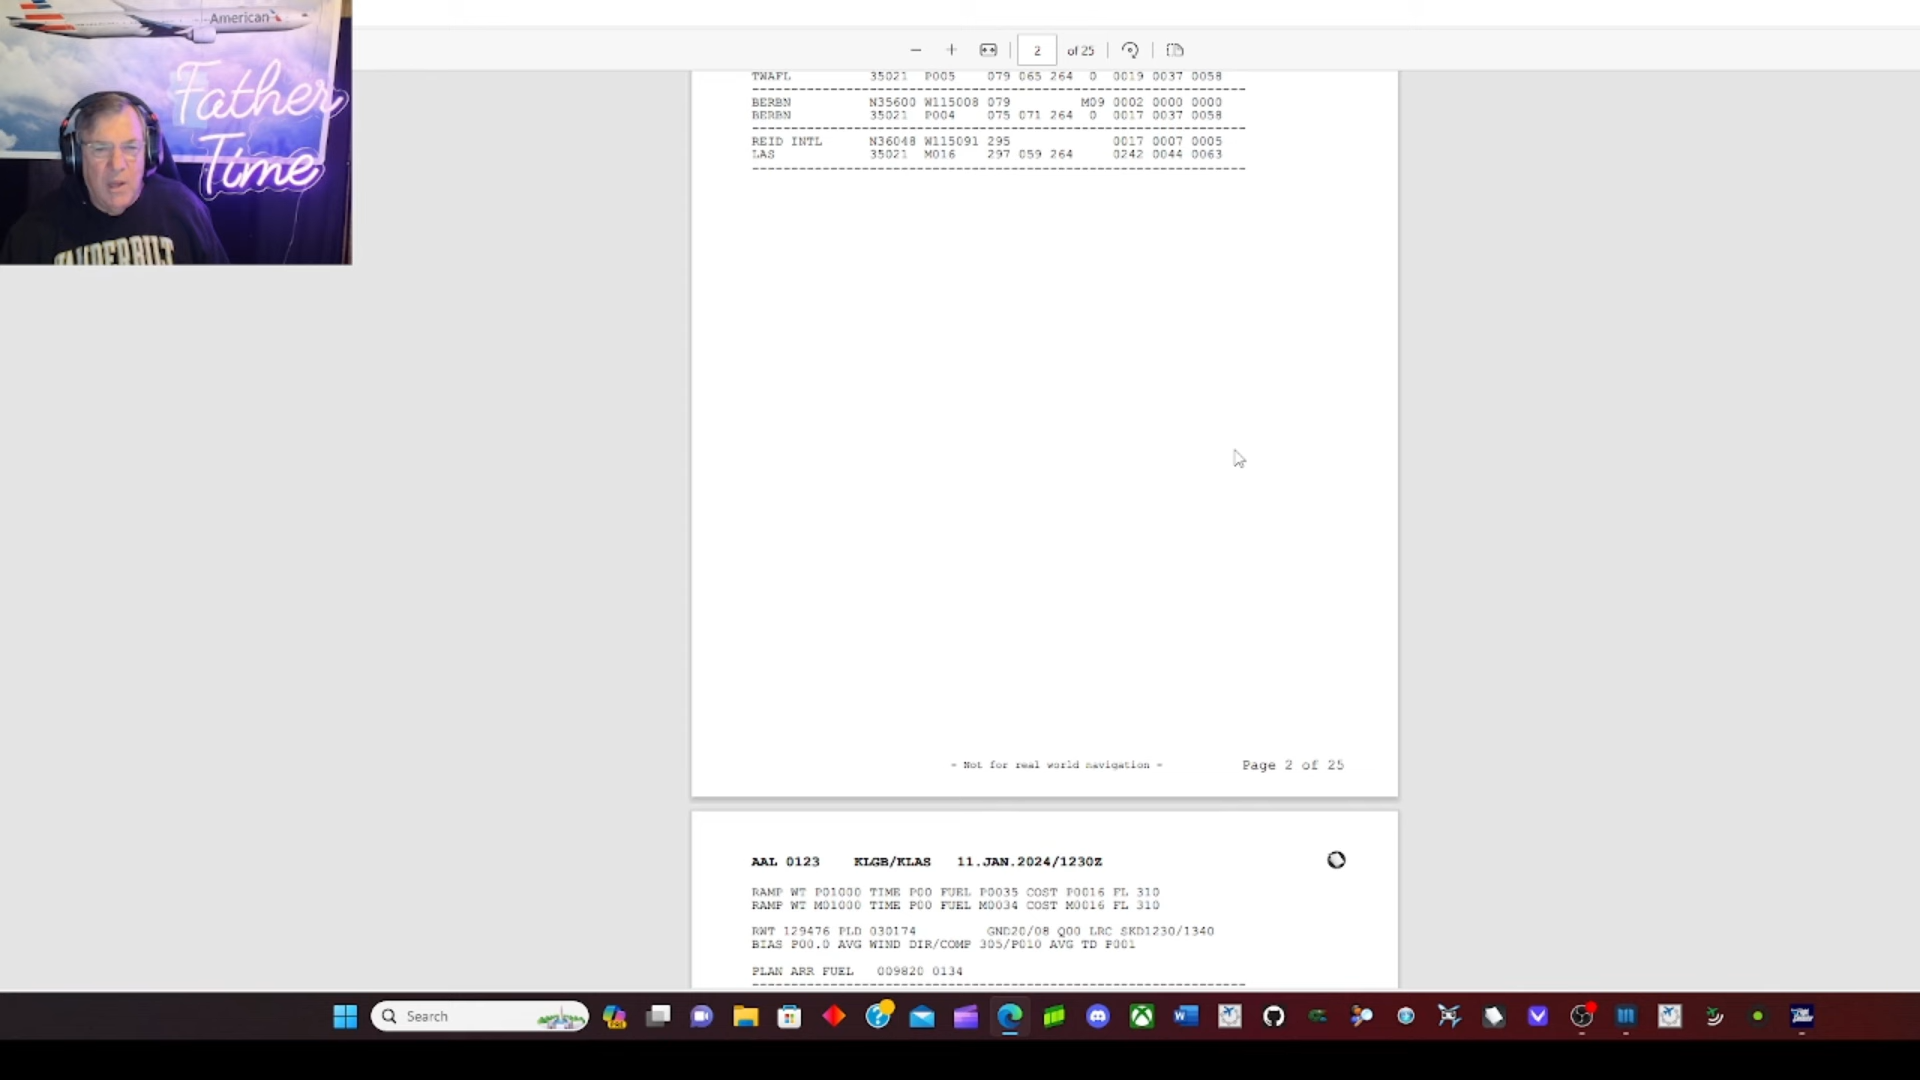 American
Father
Time
VANDERBILT
2 of 25
TWAFL 35021 P005 079 065 264 0 0019 0037 0058
BERBN N35600 W115008 079 M09 0002 0000 0000
BERBN 35021 P004 075 071 264 0 0017 0037 0058
REID INTL N36048 W115091 295 0017 0007 0005
LAS 35021 M016 297 059 264 0242 0044 0063
- Not for real world navigation - Page 2 of 25
AAL 0123 KLGB/KLAS 11.JAN.2024/1230Z
RAMP WT P01000 TIME P00 FUEL P0035 COST P0016 FL 310
RAMP WT M01000 TIME P00 FUEL M0034 COST M0016 FL 310
RWT 129476 PLD 030174 GND20/08 Q00 LRC SKD1230/1340
BIAS P00.0 AVG WIND DIR/COMP 305/P010 AVG TD P001
PLAN ARR FUEL 009820 0134
Search